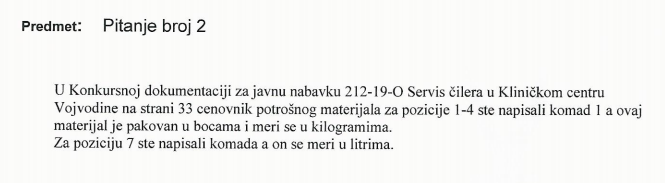 Predmet: Pitanje broj 2
U Konkursnoj dokumentaciji za javnu nabavku 212-19-O Servis čilera u Kliničkom centru
Vojvodine na strani 33 cenovnik potrošnog materijala za pozicije 1-4 ste napisali komad 1 a ovaj
materijal je pakovan u bocama i meri se u kilogramima.
Za poziciju 7 ste napisali komada a on se meri u litrima.